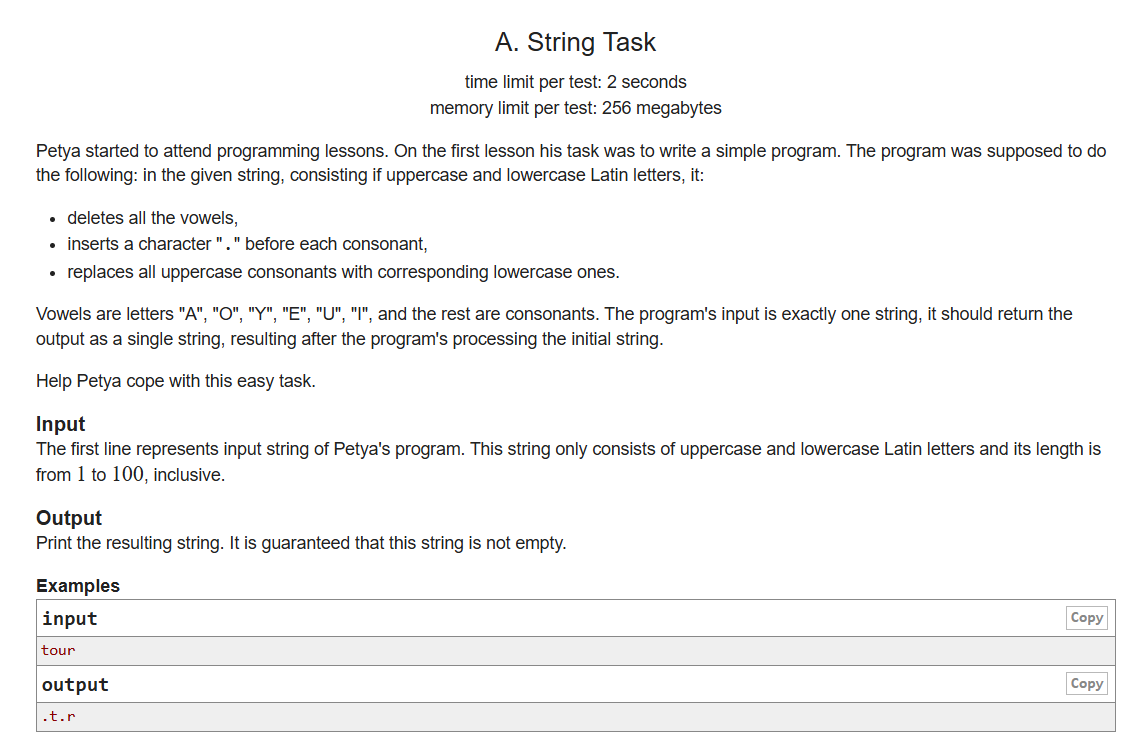 A. String Task
time limit per test: 2 seconds
memory limit per test: 256 megabytes
Petya started to attend programming lessons. On the first lesson his task was to write a simple program. The program was supposed to do
the following: in the given string, consisting if uppercase and lowercase Latin letters, it:
• deletes all the vowels,
• inserts a character "." before each consonant,
• replaces all uppercase consonants with corresponding lowercase ones.
Vowels are letters "A", "O", "Y", "E", "U", "I", and the rest are consonants. The program's input is exactly one string, it should return the
output as a single string, resulting after the program's processing the initial string.
Help Petya cope with this easy task.
Input
The first line represents input string of Petya's program. This string only consists of uppercase and lowercase Latin letters and its length is
from 1 to 100, inclusive.
Output
Print the resulting string. It is guaranteed that this string is not empty.
Examples
input Copy
tour
output Copy
.t.r